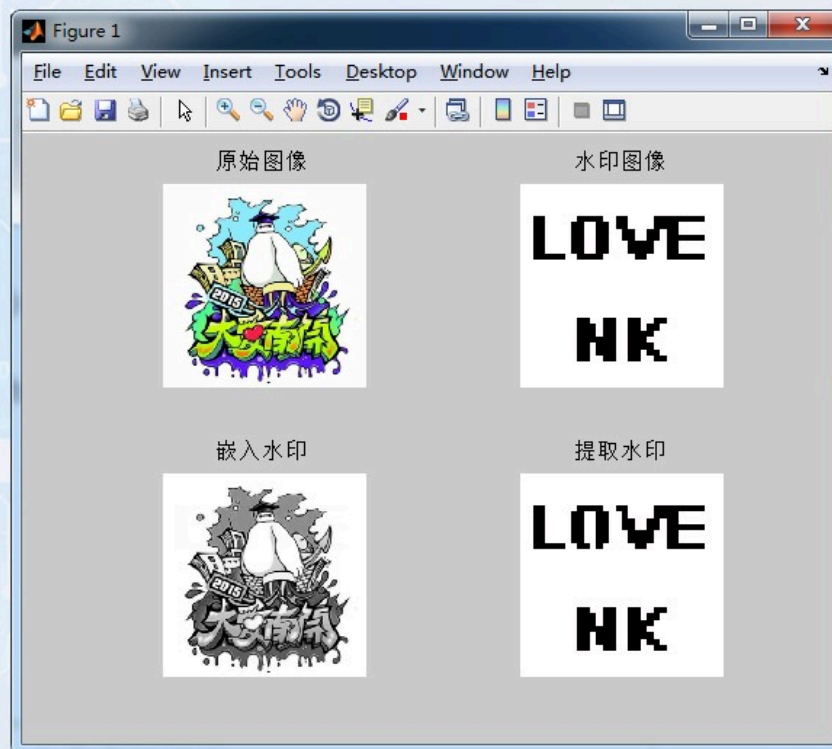 Figure 1
File Edit View Insert Tools Desktop Window Help
原始图像
水印图像
2015
大爱南开
LOVE
NK
嵌入水印
提取水印
2015
大爱南开
LOVE
NK